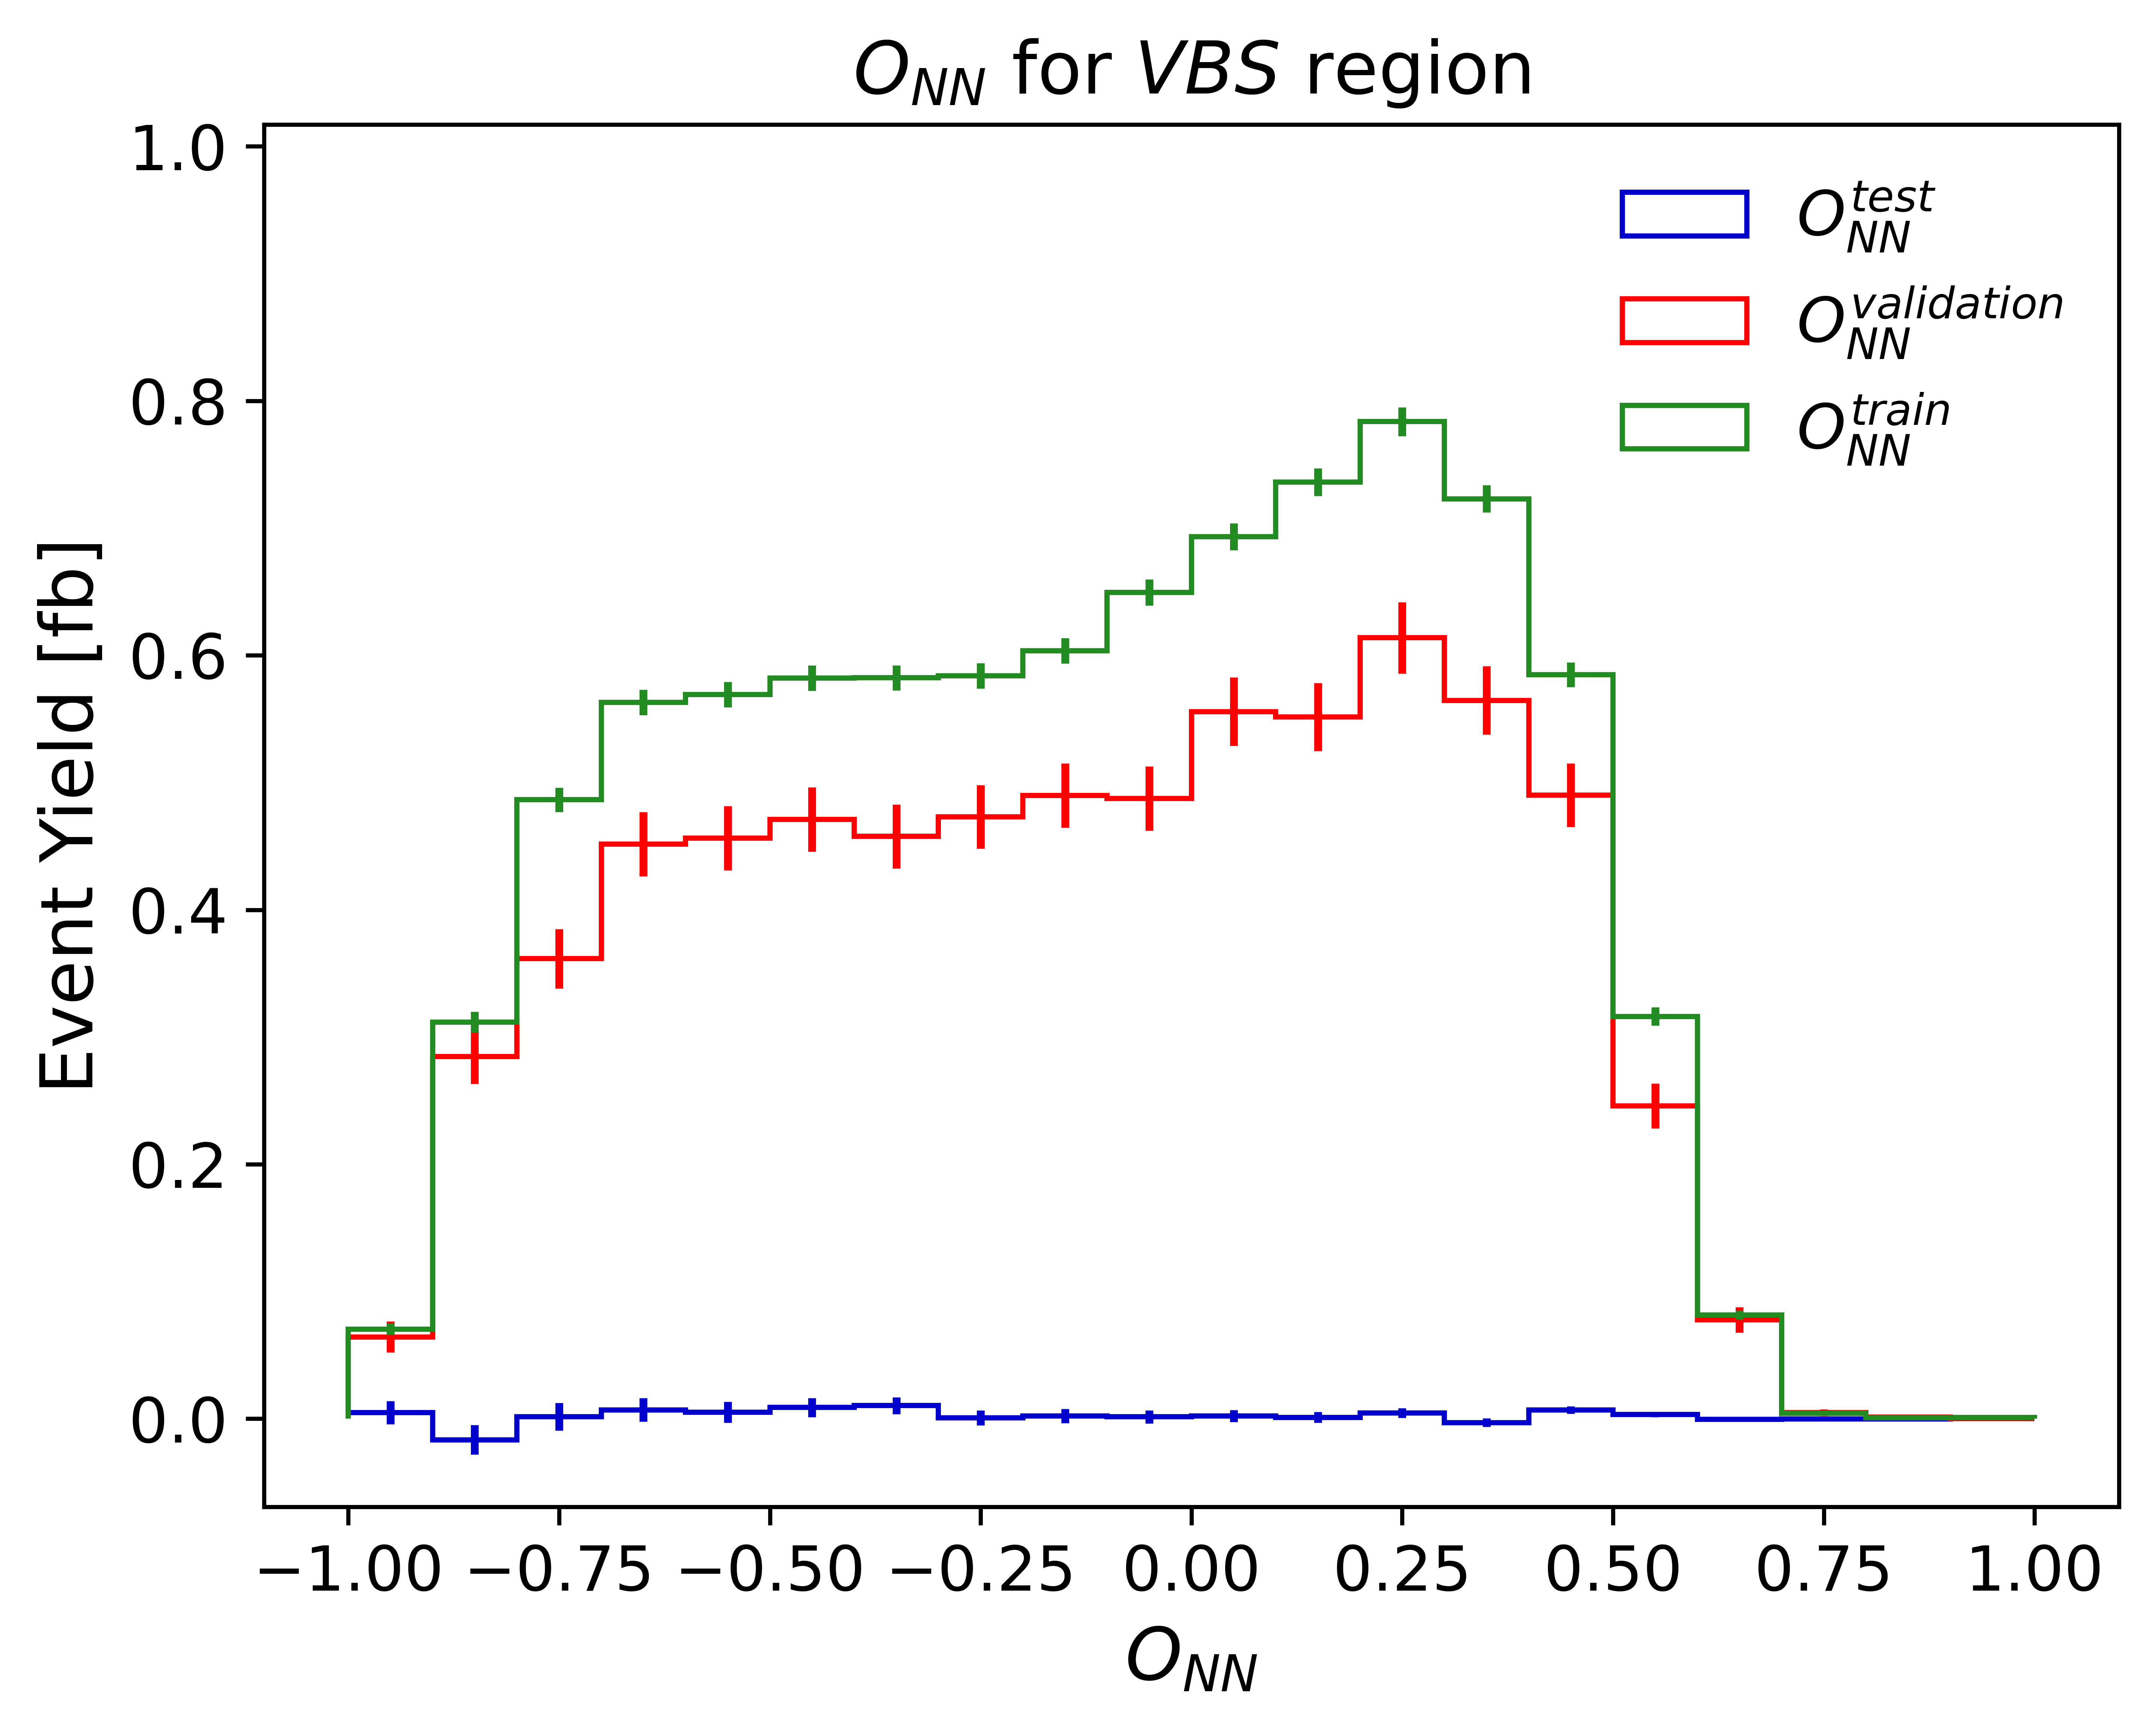 O_NN for VBS region
1.0
0.8
0.6
0.4
0.2
0.0
Event Yield [fb]
O_NN^test
O_NN^validation
O_NN^train
−1.00 −0.75 −0.50 −0.25 0.00 0.25 0.50 0.75 1.00
O_NN